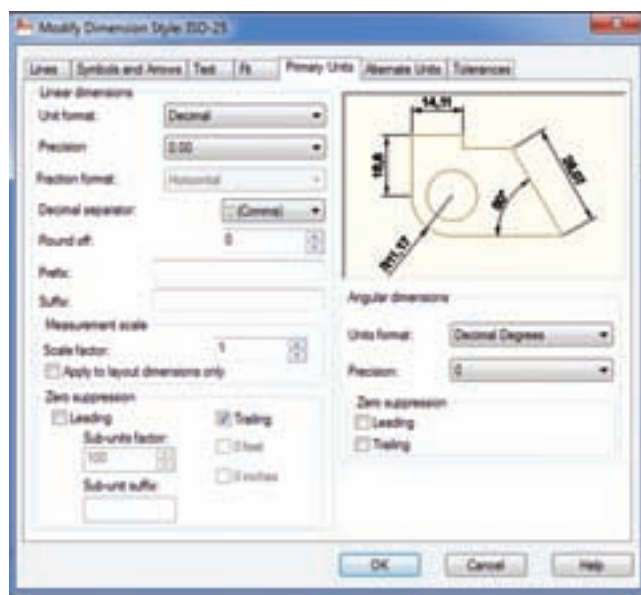 Modify Dimension Style: ISO-25
Lines Symbols and Arrows Text Fit Primary Units Alternate Units Tolerances
Linear dimensions
Unit format: Decimal
Precision 0.00
Fraction format: Horizontal
Decimal separator: ',' (Comma)
Round off: 0
Prefix:
Suffix:
Measurement scale
Scale factor: 1
Apply to layout dimensions only
Zero suppression
Leading
Trailing
Sub-units factor:
100
0 feet
0 inches
Sub-unit suffix
14,11
16,6
R11,17
60°
Angular dimensions
Units format: Decimal Degrees
Precision: 0
Zero suppression
Leading
Trailing
OK Cancel Help